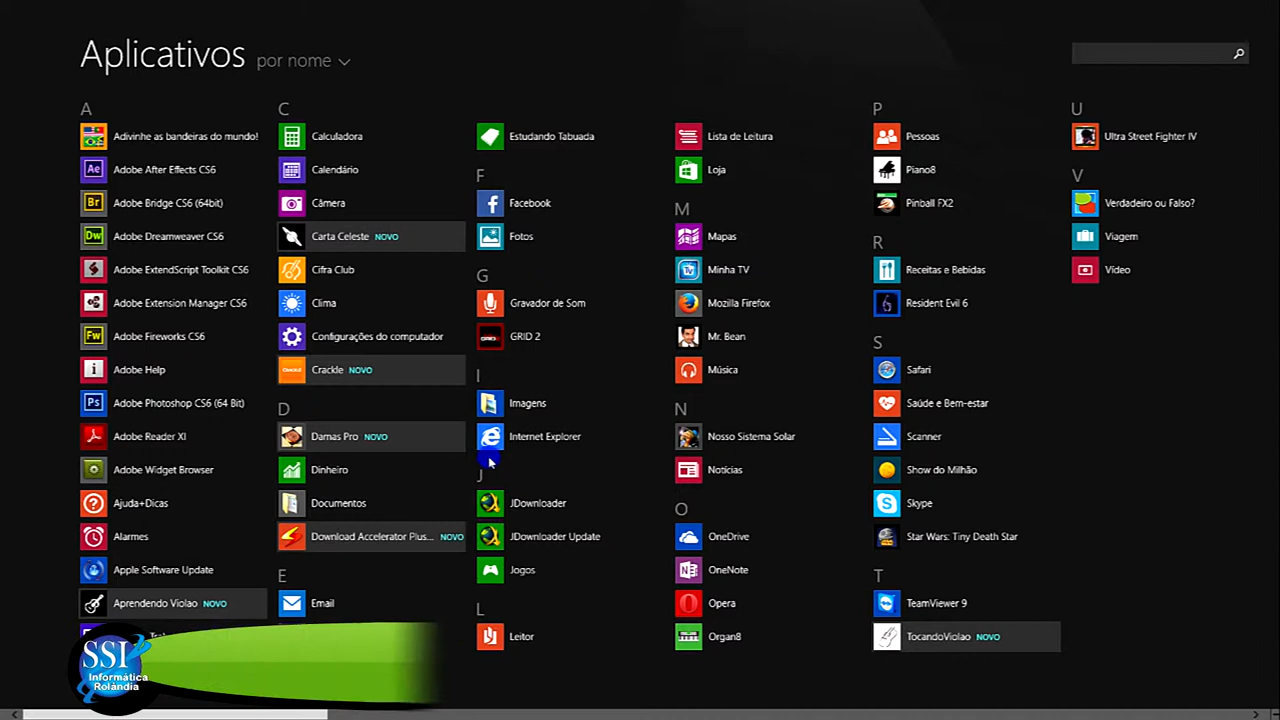 Aplicativos por nome
A
Adivinhe as bandeiras do mundo!
Adobe After Effects CS6
Adobe Bridge CS6 (64bit)
Adobe Dreamweaver CS6
Adobe ExtendScript Toolkit CS6
Adobe Extension Manager CS6
Adobe Fireworks CS6
Adobe Help
Adobe Photoshop CS6 (64 Bit)
Adobe Reader XI
Adobe Widget Browser
Ajuda+Dicas
Alarmes
Apple Software Update
Aprendendo Violao NOVO
C
Calculadora
Calendário
Câmera
Carta Celeste NOVO
Cifra Club
Clima
Configurações do computador
Crackle NOVO
D
Damas Pro NOVO
Dinheiro
Documentos
Download Accelerator Plus... NOVO
E
Email
Estudando Tabuada
F
Facebook
Fotos
G
Gravador de Som
GRID 2
I
Imagens
Internet Explorer
J
JDownloader
JDownloader Update
Jogos
L
Leitor
Lista de Leitura
Loja
M
Mapas
Minha TV
Mozilla Firefox
Mr. Bean
Música
N
Nosso Sistema Solar
Notícias
O
OneDrive
OneNote
Opera
Organ8
P
Pessoas
Piano8
Pinball FX2
R
Receitas e Bebidas
Resident Evil 6
S
Safari
Saúde e Bem-estar
Scanner
Show do Milhão
Skype
Star Wars: Tiny Death Star
T
TeamViewer 9
TocandoViolao NOVO
U
Ultra Street Fighter IV
V
Verdadeiro ou Falso?
Viagem
Vídeo
SSI
Informática
Rolândia